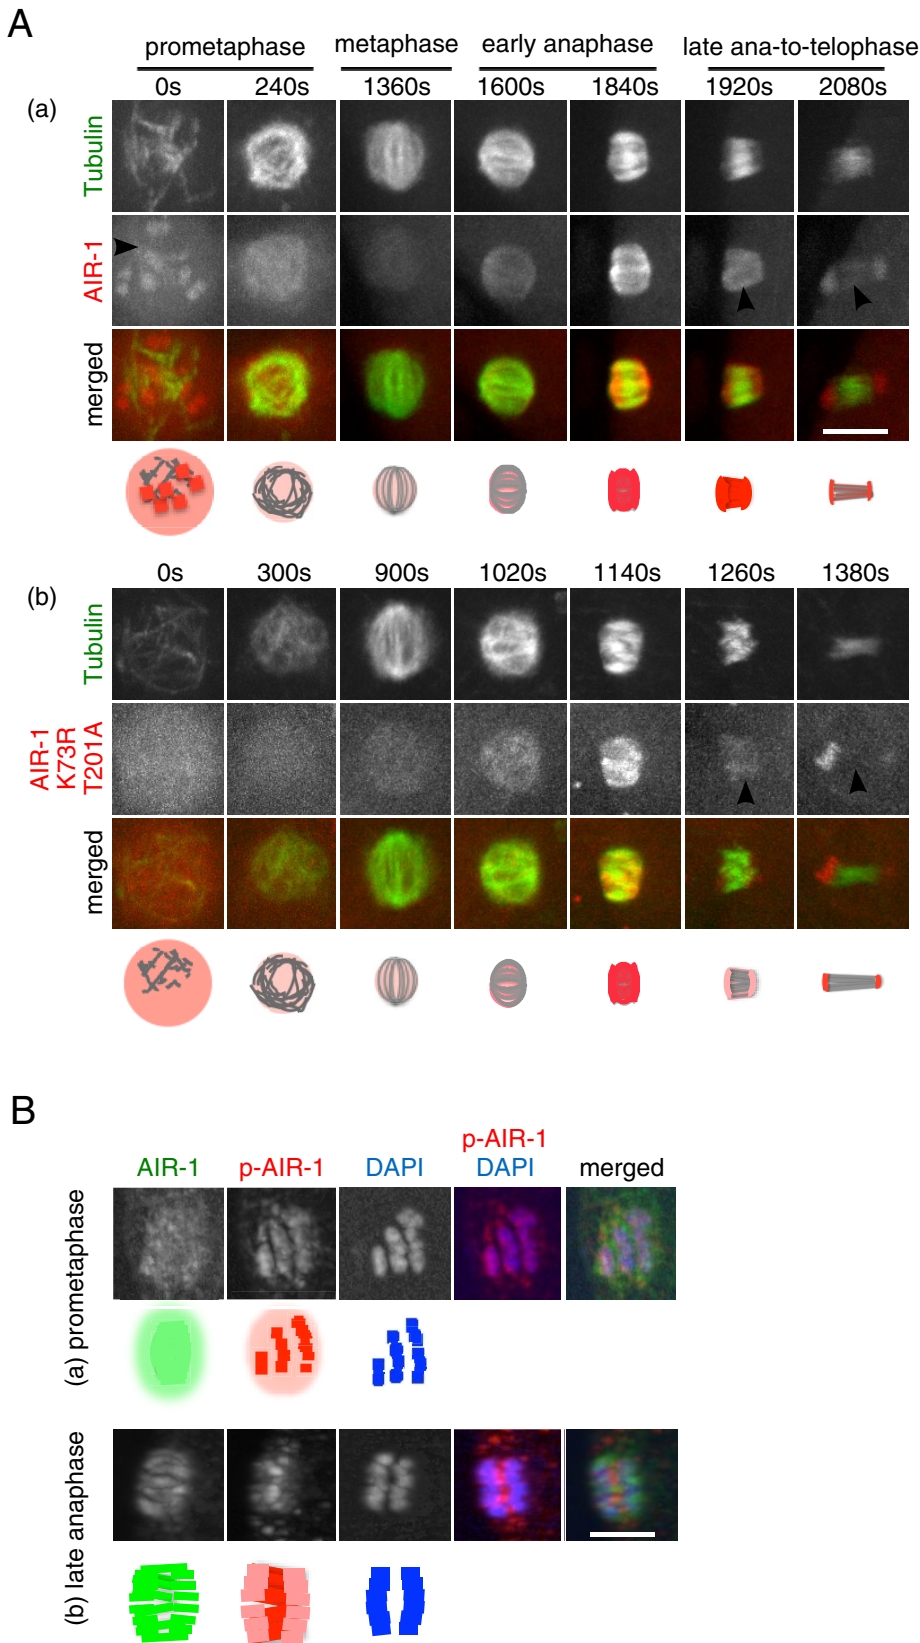 A
prometaphase metaphase early anaphase late ana-to-telophase
0s 240s 1360s 1600s 1840s 1920s 2080s
(a)
Tubulin
AIR-1
merged
0s 300s 900s 1020s 1140s 1260s 1380s
(b)
Tubulin
AIR-1
K73R
T201A
merged
B
p-AIR-1
AIR-1 p-AIR-1 DAPI DAPI merged
(a) prometaphase
(b) late anaphase